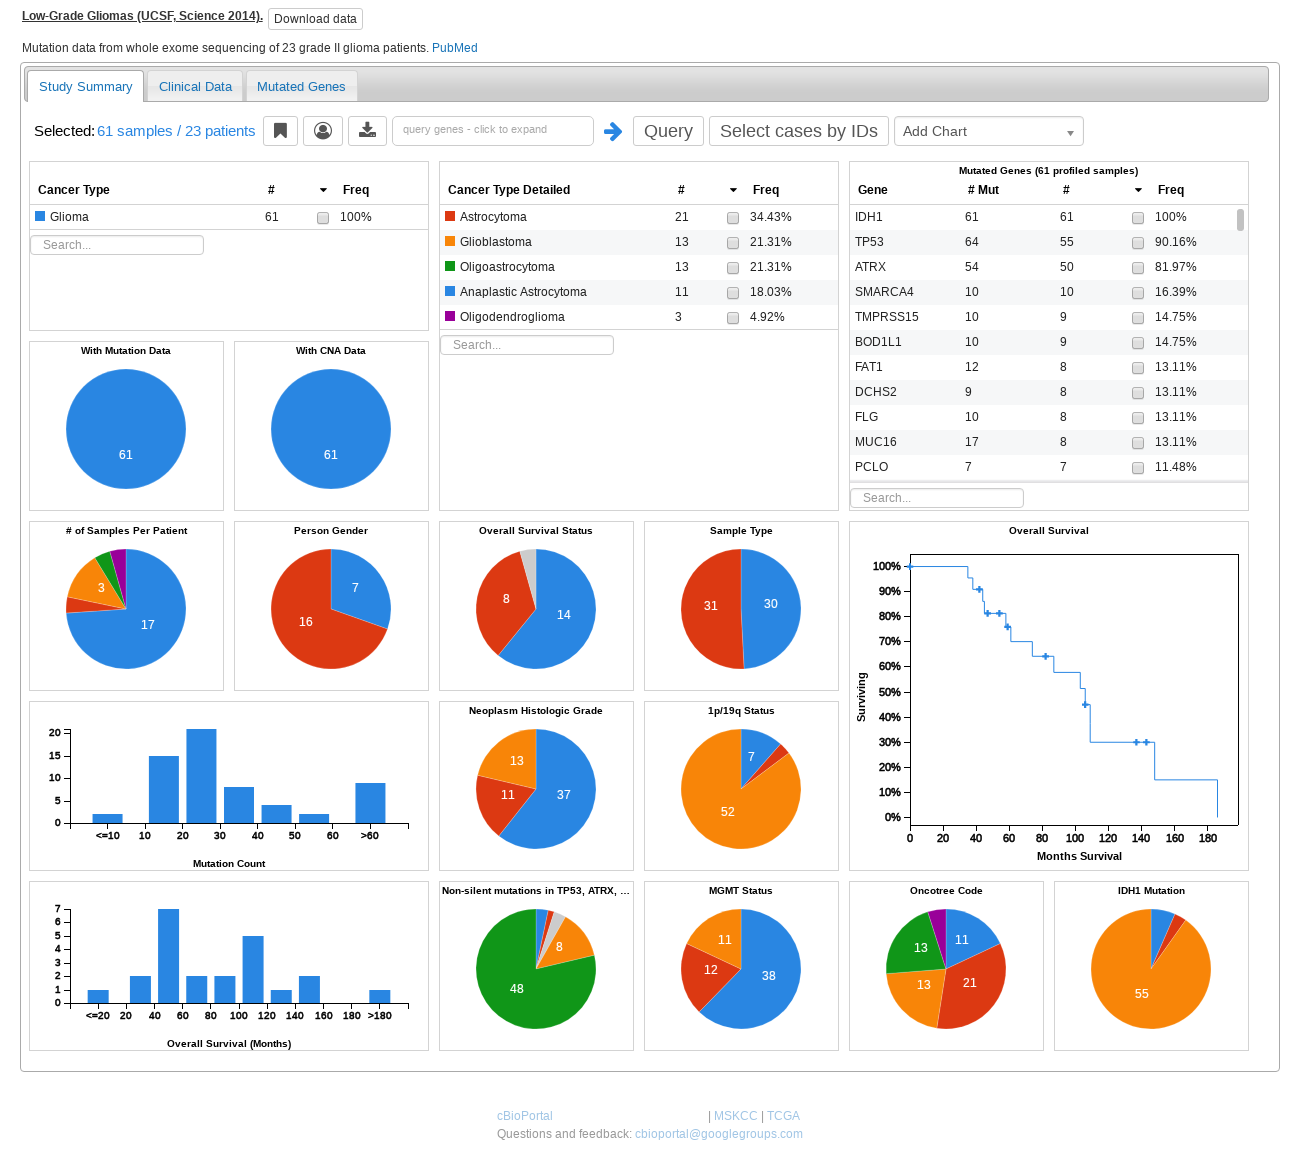 Low-Grade Gliomas (UCSF, Science 2014). Download data
Mutation data from whole exome sequencing of 23 grade II glioma patients. PubMed
Study Summary Clinical Data Mutated Genes
Selected: 61 samples / 23 patients query genes - click to expand Query Select cases by IDs Add Chart
Cancer Type # Freq
Glioma 61 100%
Search...
Cancer Type Detailed # Freq
Astrocytoma 21 34.43%
Glioblastoma 13 21.31%
Oligoastrocytoma 13 21.31%
Anaplastic Astrocytoma 11 18.03%
Oligodendroglioma 3 4.92%
Search...
Mutated Genes (61 profiled samples)
Gene # Mut # Freq
IDH1 61 61 100%
TP53 64 55 90.16%
ATRX 54 50 81.97%
SMARCA4 10 10 16.39%
TMPRSS15 10 9 14.75%
BOD1L1 10 9 14.75%
FAT1 12 8 13.11%
DCHS2 9 8 13.11%
FLG 10 8 13.11%
MUC16 17 8 13.11%
PCLO 7 7 11.48%
Search...
With Mutation Data
61
With CNA Data
61
# of Samples Per Patient
3
17
Person Gender
7
16
Overall Survival Status
8
14
Sample Type
31 30
Overall Survival
100%
90%
80%
70%
60%
50%
40%
30%
20%
10%
0%
Surviving
0 20 40 60 80 100 120 140 160 180
Months Survival
20
15
10
5
0
<=10 10 20 30 40 50 60 >60
Mutation Count
Neoplasm Histologic Grade
13
11 37
1p/19q Status
7
52
7
6
5
4
3
2
1
0
<=20 20 40 60 80 100 120 140 160 180 >180
Overall Survival (Months)
Non-silent mutations in TP53, ATRX, ...
8
48
MGMT Status
11
12 38
Oncotree Code
13 11
13 21
IDH1 Mutation
55
cBioPortal | MSKCC | TCGA
Questions and feedback: cbioportal@googlegroups.com